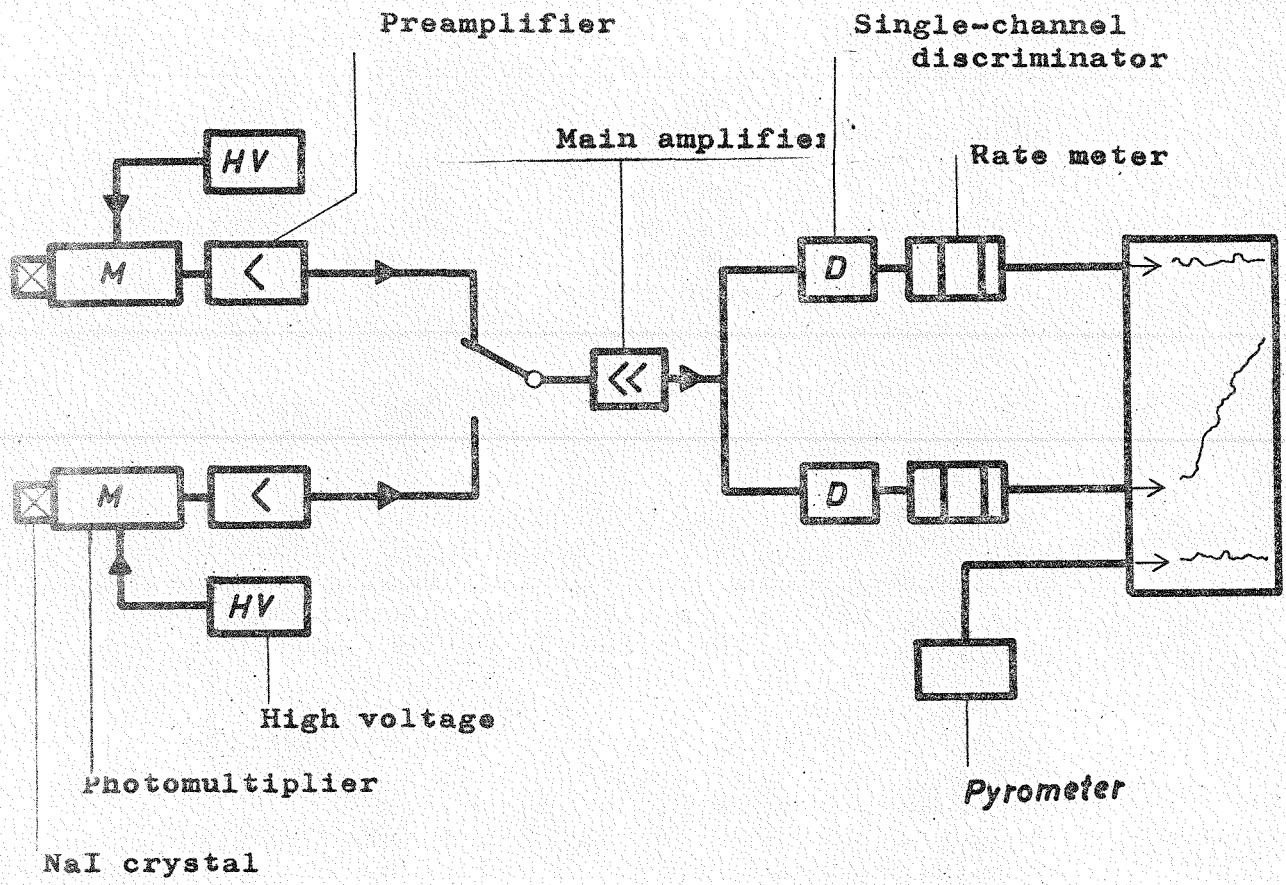 Preamplifier
Single-channel
discriminator
Main amplifier
Rate meter
HV
M
<
D
<<
M
<
D
HV
High voltage
Photomultiplier
Pyrometer
NaI crystal